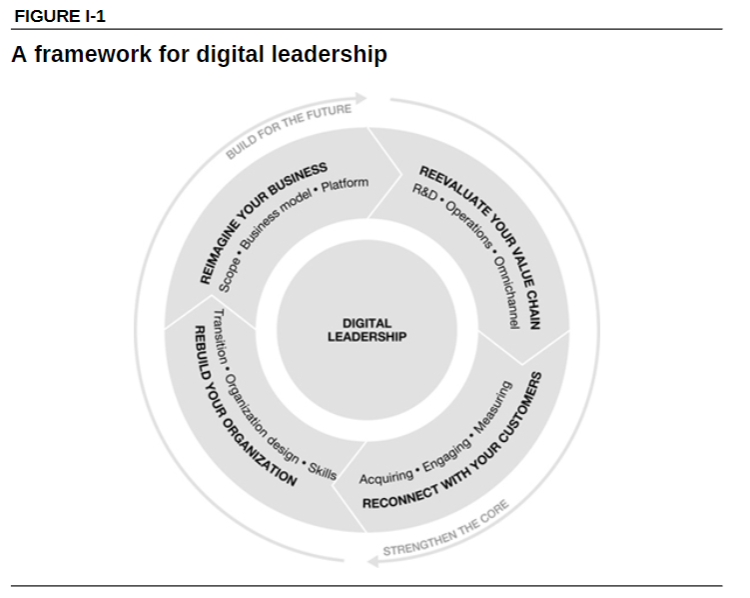 FIGURE I-1
A framework for digital leadership
BUILD FOR THE FUTURE
REIMAGINE YOUR BUSINESS
Scope • Business model • Platform
REEVALUATE YOUR VALUE CHAIN
R&D • Operations • Omnichannel
DIGITAL
LEADERSHIP
Transition • Organization design • Skills
REBUILD YOUR ORGANIZATION
Acquiring • Engaging • Measuring
RECONNECT WITH YOUR CUSTOMERS
STRENGTHEN THE CORE